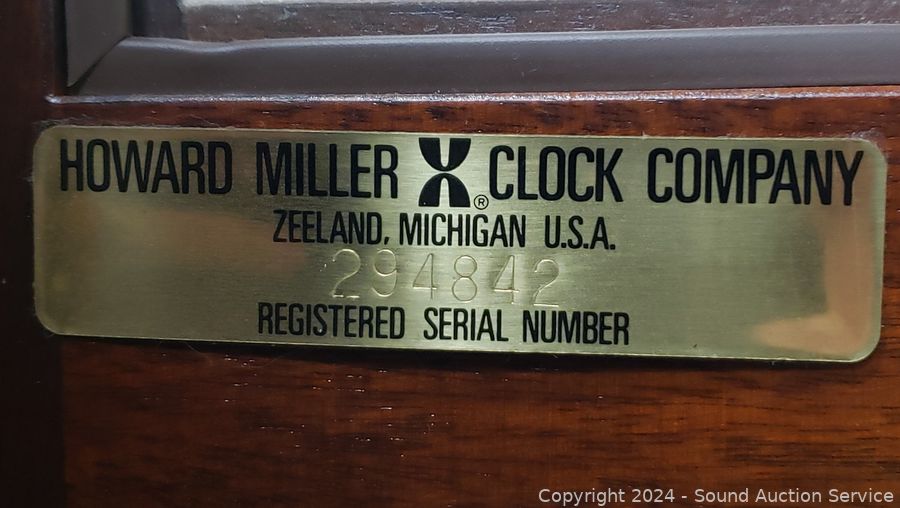 HOWARD MILLER ® CLOCK COMPANY
ZEELAND, MICHIGAN U.S.A.
294842
REGISTERED SERIAL NUMBER
Copyright 2024 - Sound Auction Service